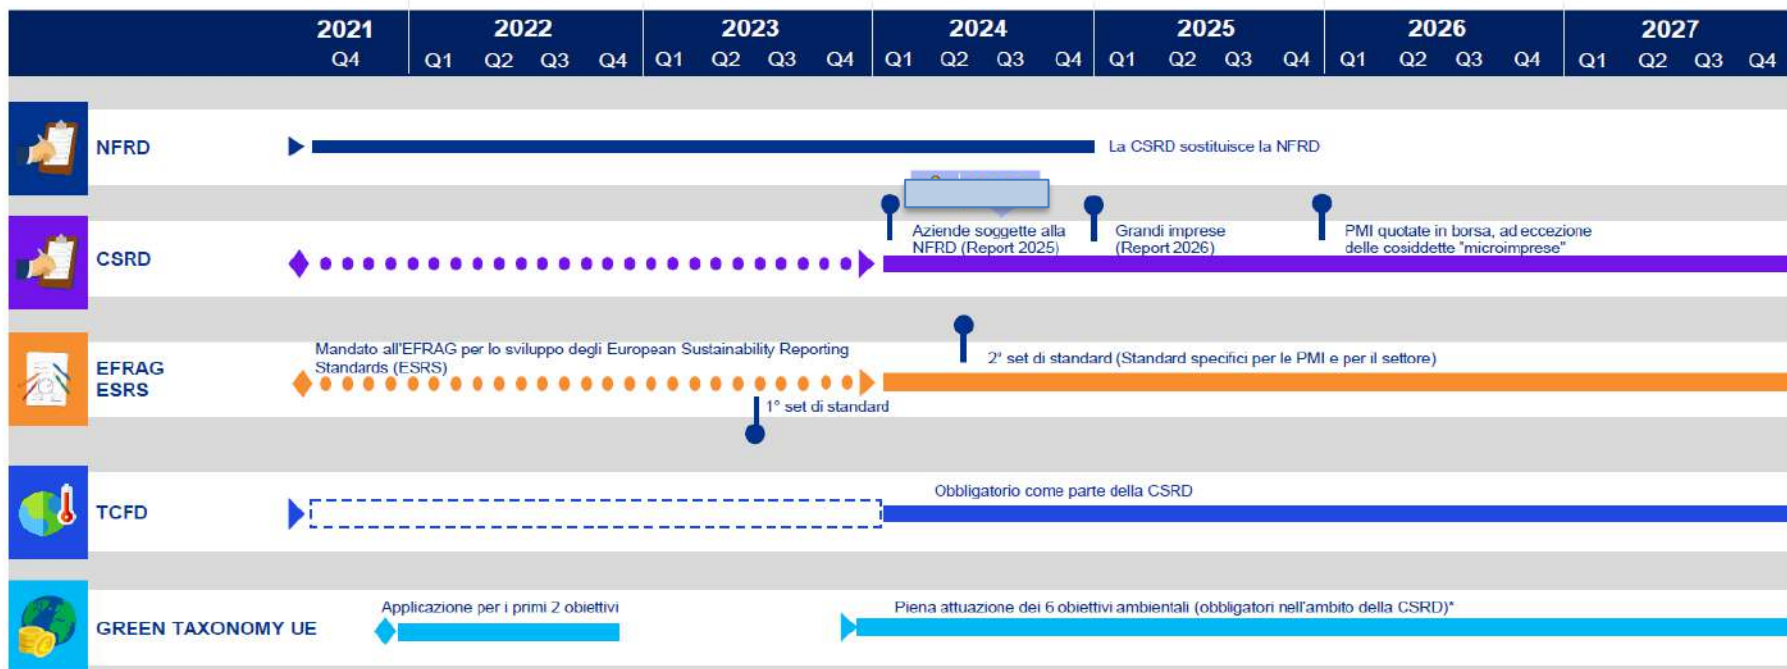 2021 2022 2023 2024 2025 2026 2027
Q4 Q1 Q2 Q3 Q4 Q1 Q2 Q3 Q4 Q1 Q2 Q3 Q4 Q1 Q2 Q3 Q4 Q1 Q2 Q3 Q4 Q1 Q2 Q3 Q4
NFRD
La CSRD sostituisce la NFRD
CSRD
Aziende soggette alla
NFRD (Report 2025)
Grandi imprese
(Report 2026)
PMI quotate in borsa, ad eccezione
delle cosiddette "microimprese"
EFRAG
ESRS
Mandato all'EFRAG per lo sviluppo degli European Sustainability Reporting
Standards (ESRS)
2° set di standard (Standard specifici per le PMI e per il settore)
1° set di standard
TCFD
Obbligatorio come parte della CSRD
GREEN TAXONOMY UE
Applicazione per i primi 2 obiettivi
Piena attuazione dei 6 obiettivi ambientali (obbligatori nell'ambito della CSRD)*